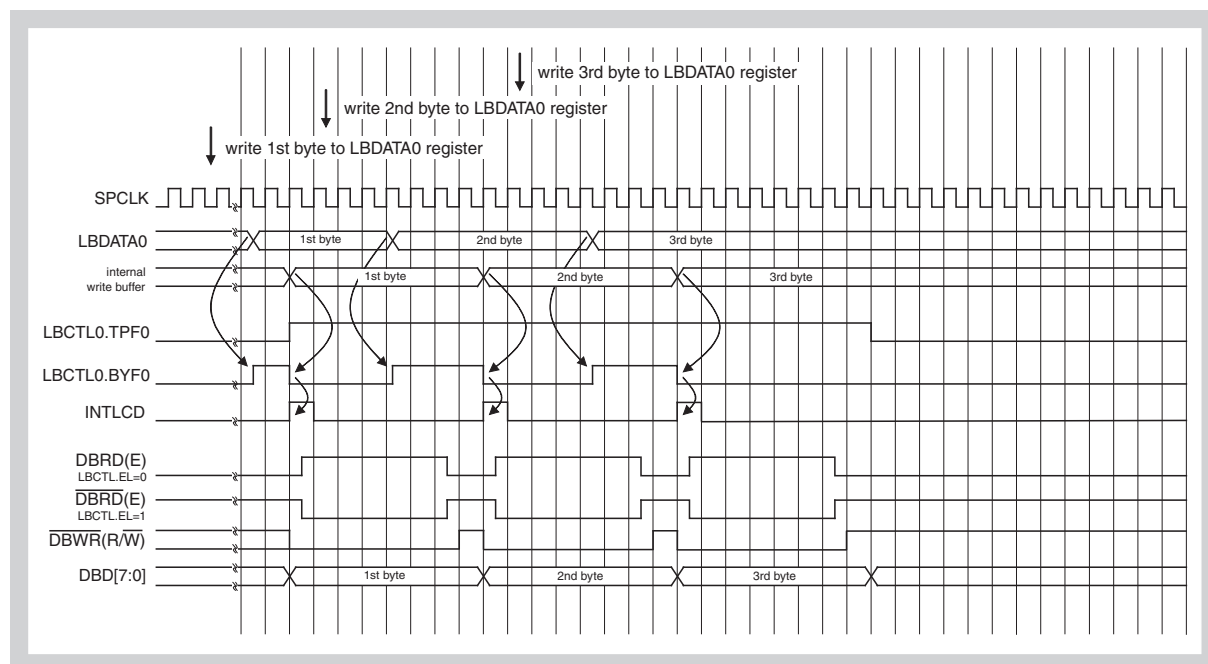 write 3rd byte to LBDATA0 register
write 2nd byte to LBDATA0 register
write 1st byte to LBDATA0 register
SPCLK
LBDATA0
1st byte
2nd byte
3rd byte
internal
write buffer
1st byte
2nd byte
3rd byte
LBCTL0.TPF0
LBCTL0.BYF0
INTLCD
DBRD(E)
LBCTL.EL=0
DBRD(E)
LBCTL.EL=1
DBWR(R/W)
DBD[7:0]
1st byte
2nd byte
3rd byte